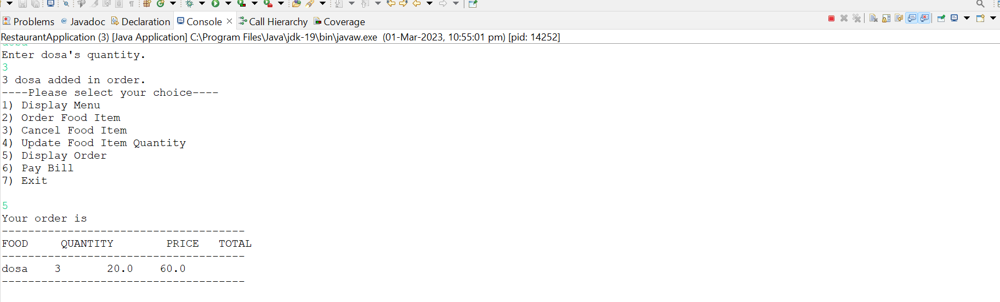 Problems @ Javadoc Declaration Console Call Hierarchy Coverage
RestaurantApplication (3) [Java Application] C:\Program Files\Java\jdk-19\bin\javaw.exe (01-Mar-2023, 10:55:01 pm) [pid: 14252]
Enter dosa's quantity.
3
3 dosa added in order.
----Please select your choice----
1) Display Menu
2) Order Food Item
3) Cancel Food Item
4) Update Food Item Quantity
5) Display Order
6) Pay Bill
7) Exit
5
Your order is
-------------------------------------
FOOD     QUANTITY        PRICE   TOTAL
-------------------------------------
dosa    3       20.0    60.0
-------------------------------------